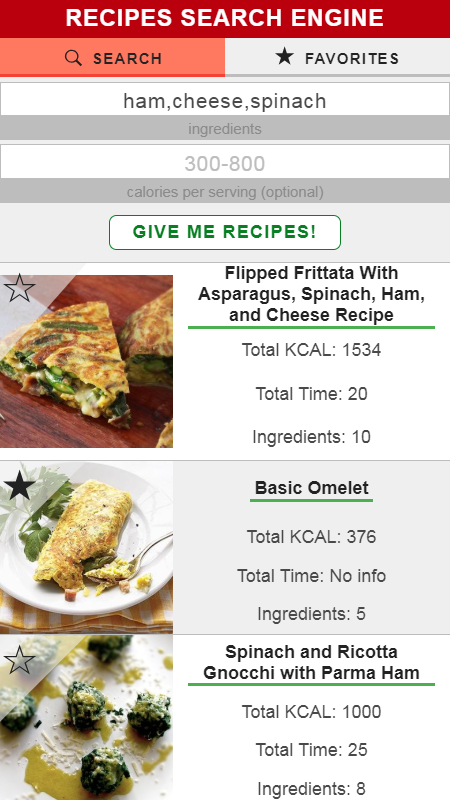 RECIPES SEARCH ENGINE
SEARCH
FAVORITES
ham,cheese,spinach
ingredients
300-800
calories per serving (optional)
GIVE ME RECIPES!
Flipped Frittata With
Asparagus, Spinach, Ham,
and Cheese Recipe
Total KCAL: 1534
Total Time: 20
Ingredients: 10
Basic Omelet
Total KCAL: 376
Total Time: No info
Ingredients: 5
Spinach and Ricotta
Gnocchi with Parma Ham
Total KCAL: 1000
Total Time: 25
Ingredients: 8